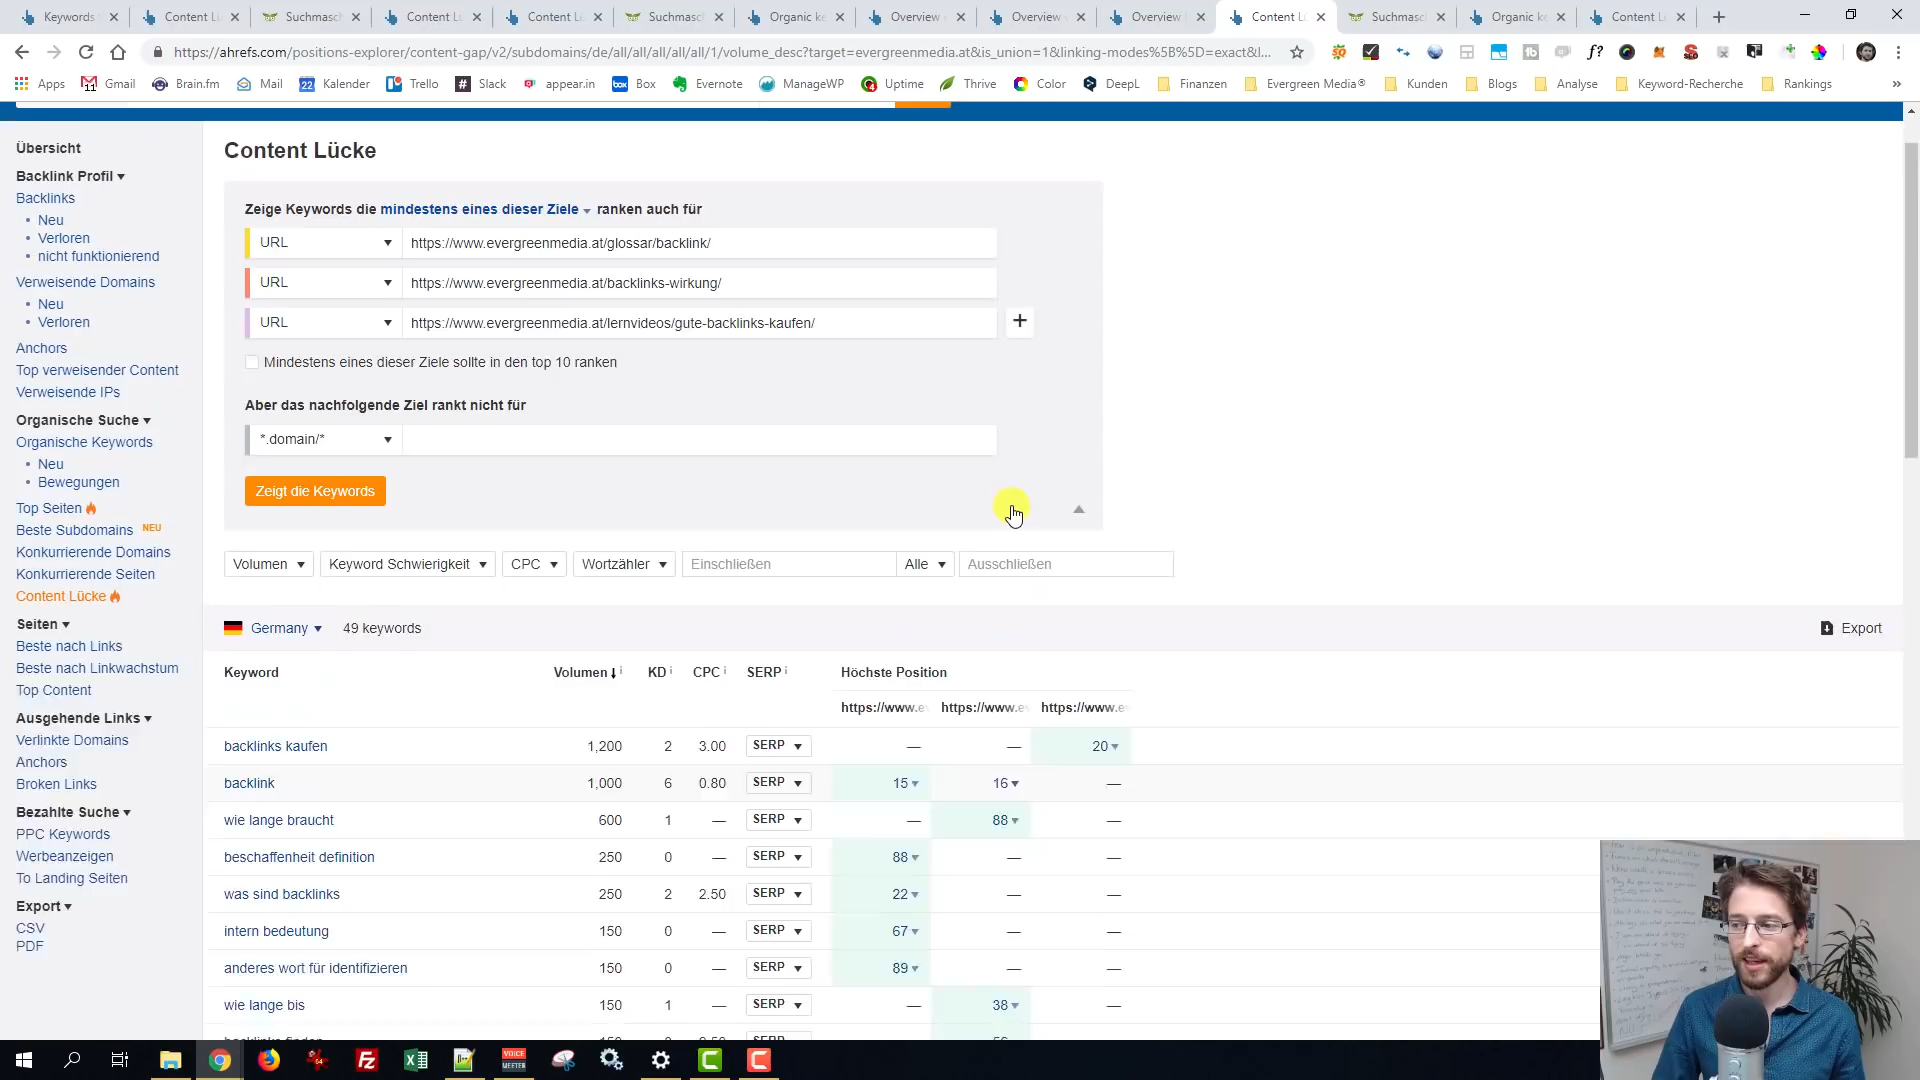 Keywords
Content Lü
Suchmasc
Content Lü
Content Lü
Suchmasc
Organic ke
Overview
Overview
Overview
Content Lü
Suchmasc
Organic ke
Content Lü
https://ahrefs.com/positions-explorer/content-gap/v2/subdomains/de/all/all/all/all/all/1/volume_desc?target=evergreenmedia.at&is_union=1&linking-modes%5B%5D=exact&l...
Apps
Gmail
Brain.fm
Mail
Kalender
Trello
Slack
appear.in
Box
Evernote
ManageWP
Uptime
Thrive
Color
DeepL
Finanzen
Evergreen Media®
Kunden
Blogs
Analyse
Keyword-Recherche
Rankings
»
Übersicht
Backlink Profil
Backlinks
Neu
Verloren
nicht funktionierend
Verweisende Domains
Neu
Verloren
Anchors
Top verweisender Content
Verweisende IPs
Organische Suche
Organische Keywords
Neu
Bewegungen
Top Seiten
Beste Subdomains NEU
Konkurrierende Domains
Konkurrierende Seiten
Content Lücke
Seiten
Beste nach Links
Beste nach Linkwachstum
Top Content
Ausgehende Links
Verlinkte Domains
Anchors
Broken Links
Bezahlte Suche
PPC Keywords
Werbeanzeigen
To Landing Seiten
Export
CSV
PDF
Content Lücke
Zeige Keywords die mindestens eines dieser Ziele ranken auch für
URL https://www.evergreenmedia.at/glossar/backlink/
URL https://www.evergreenmedia.at/backlinks-wirkung/
URL https://www.evergreenmedia.at/lernvideos/gute-backlinks-kaufen/
+
Mindestens eines dieser Ziele sollte in den top 10 ranken
Aber das nachfolgende Ziel rankt nicht für
*.domain/*
Zeigt die Keywords
Volumen Keyword Schwierigkeit CPC Wortzähler Einschließen Alle Ausschließen
Germany 49 keywords Export
Keyword Volumen KD CPC SERP Höchste Position
https://www.e https://www.e https://www.e
backlinks kaufen 1,200 2 3.00 SERP — — 20
backlink 1,000 6 0.80 SERP 15 16 —
wie lange braucht 600 1 — SERP — 88 —
beschaffenheit definition 250 0 — SERP 88 — —
was sind backlinks 250 2 2.50 SERP 22 — —
intern bedeutung 150 0 — SERP 67 — —
anderes wort für identifizieren 150 0 — SERP 89 — —
wie lange bis 150 1 — SERP — 38 —
VOICE
MEETER